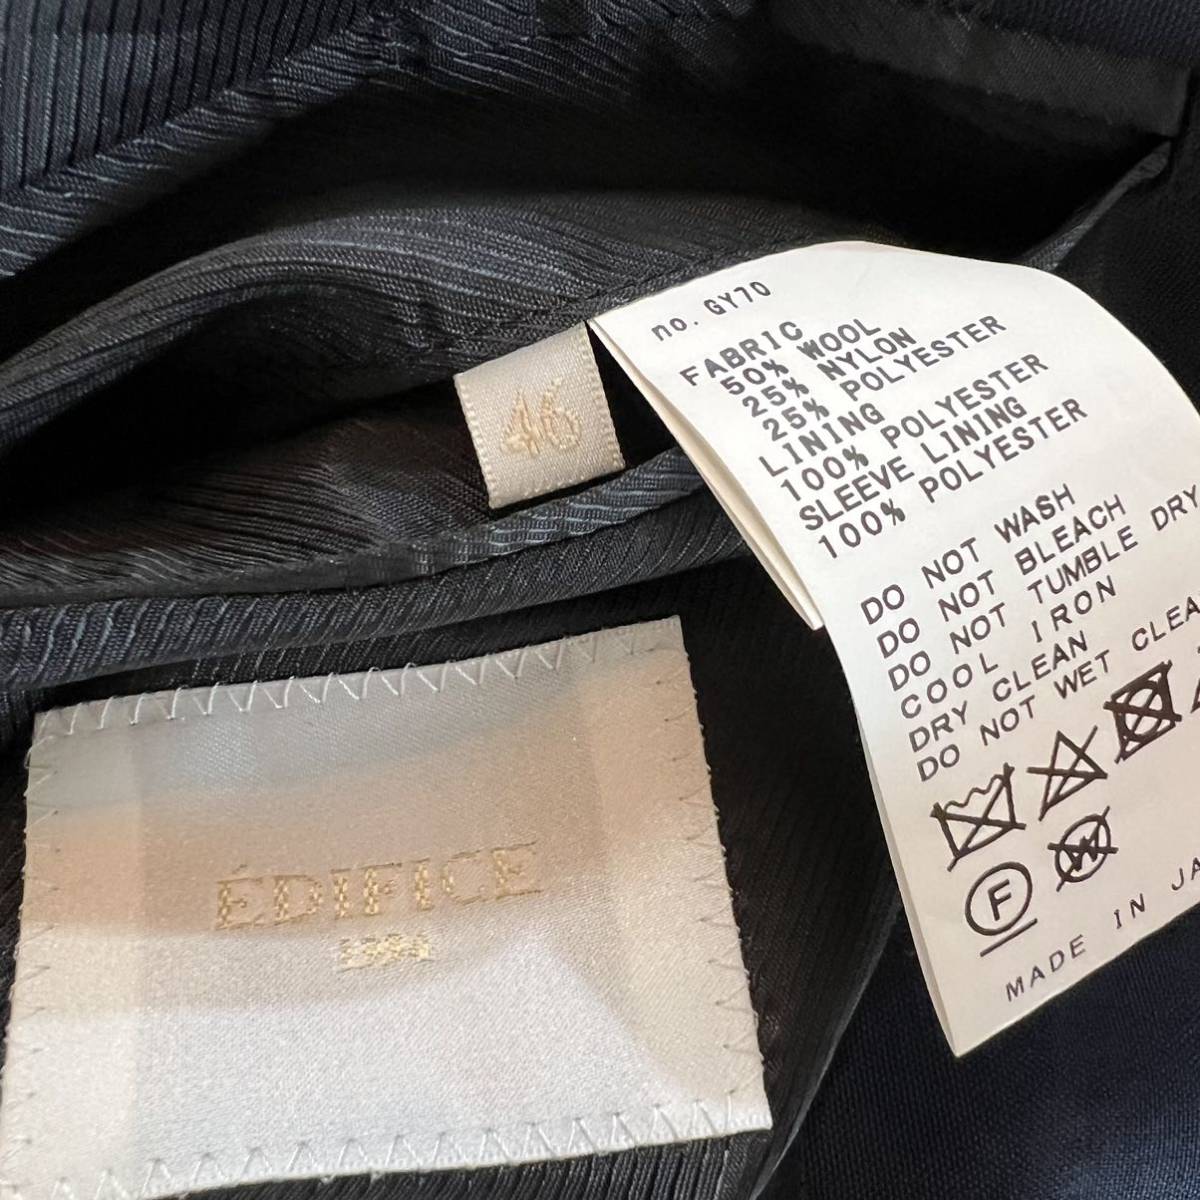 no. GY70
FABRIC
50% WOOL
25% NYLON
25% POLYESTER
LINING
100% POLYESTER
SLEEVE LINING
100% POLYESTER
DO NOT WASH
DO NOT BLEACH
DO NOT TUMBLE DRY
COOL IRON
DRY CLEAN
DO NOT WET CLEA
F
W
MADE IN JA
46
ÉDIFICE
1994